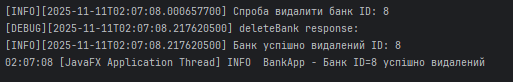 [INFO][2025-11-11T02:07:08.000657700] Спроба видалити банк ID: 8
[DEBUG][2025-11-11T02:07:08.217620500] deleteBank response:
[INFO][2025-11-11T02:07:08.217620500] Банк успішно видалений ID: 8
02:07:08 [JavaFX Application Thread] INFO  BankApp - Банк ID=8 успішно видалений